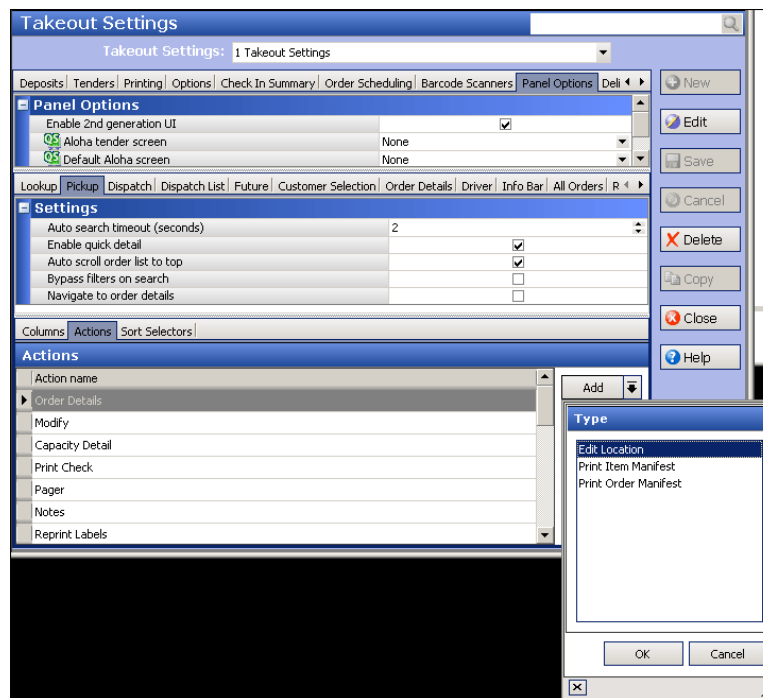 Takeout Settings
Takeout Settings: 1 Takeout Settings
Deposits Tenders Printing Options Check In Summary Order Scheduling Barcode Scanners Panel Options Deli
Panel Options
Enable 2nd generation UI
QS Aloha tender screen None
QS Default Aloha screen None
Lookup Pickup Dispatch Dispatch List Future Customer Selection Order Details Driver Info Bar All Orders R
Settings
Auto search timeout (seconds) 2
Enable quick detail
Auto scroll order list to top
Bypass filters on search
Navigate to order details
Columns Actions Sort Selectors
Actions
Action name
Order Details
Modify
Capacity Detail
Print Check
Pager
Notes
Reprint Labels
New
Edit
Save
Cancel
Delete
Copy
Close
Help
Add
Type
Edit Location
Print Item Manifest
Print Order Manifest
OK Cancel